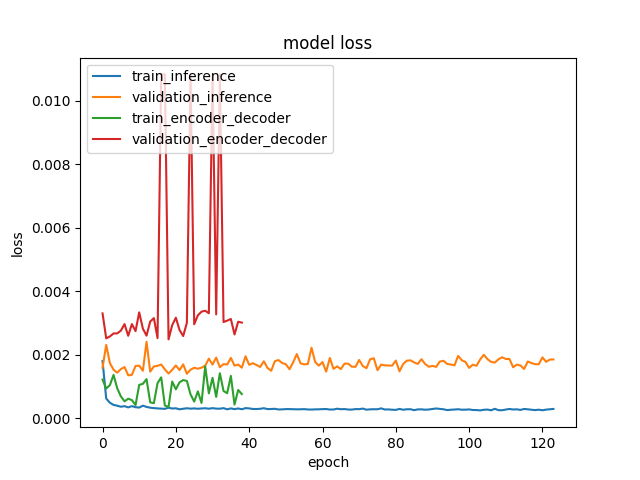 model loss
train_inference
validation_inference
train_encoder_decoder
validation_encoder_decoder
loss
0.010
0.008
0.006
0.004
0.002
0.000
0 20 40 60 80 100 120
epoch